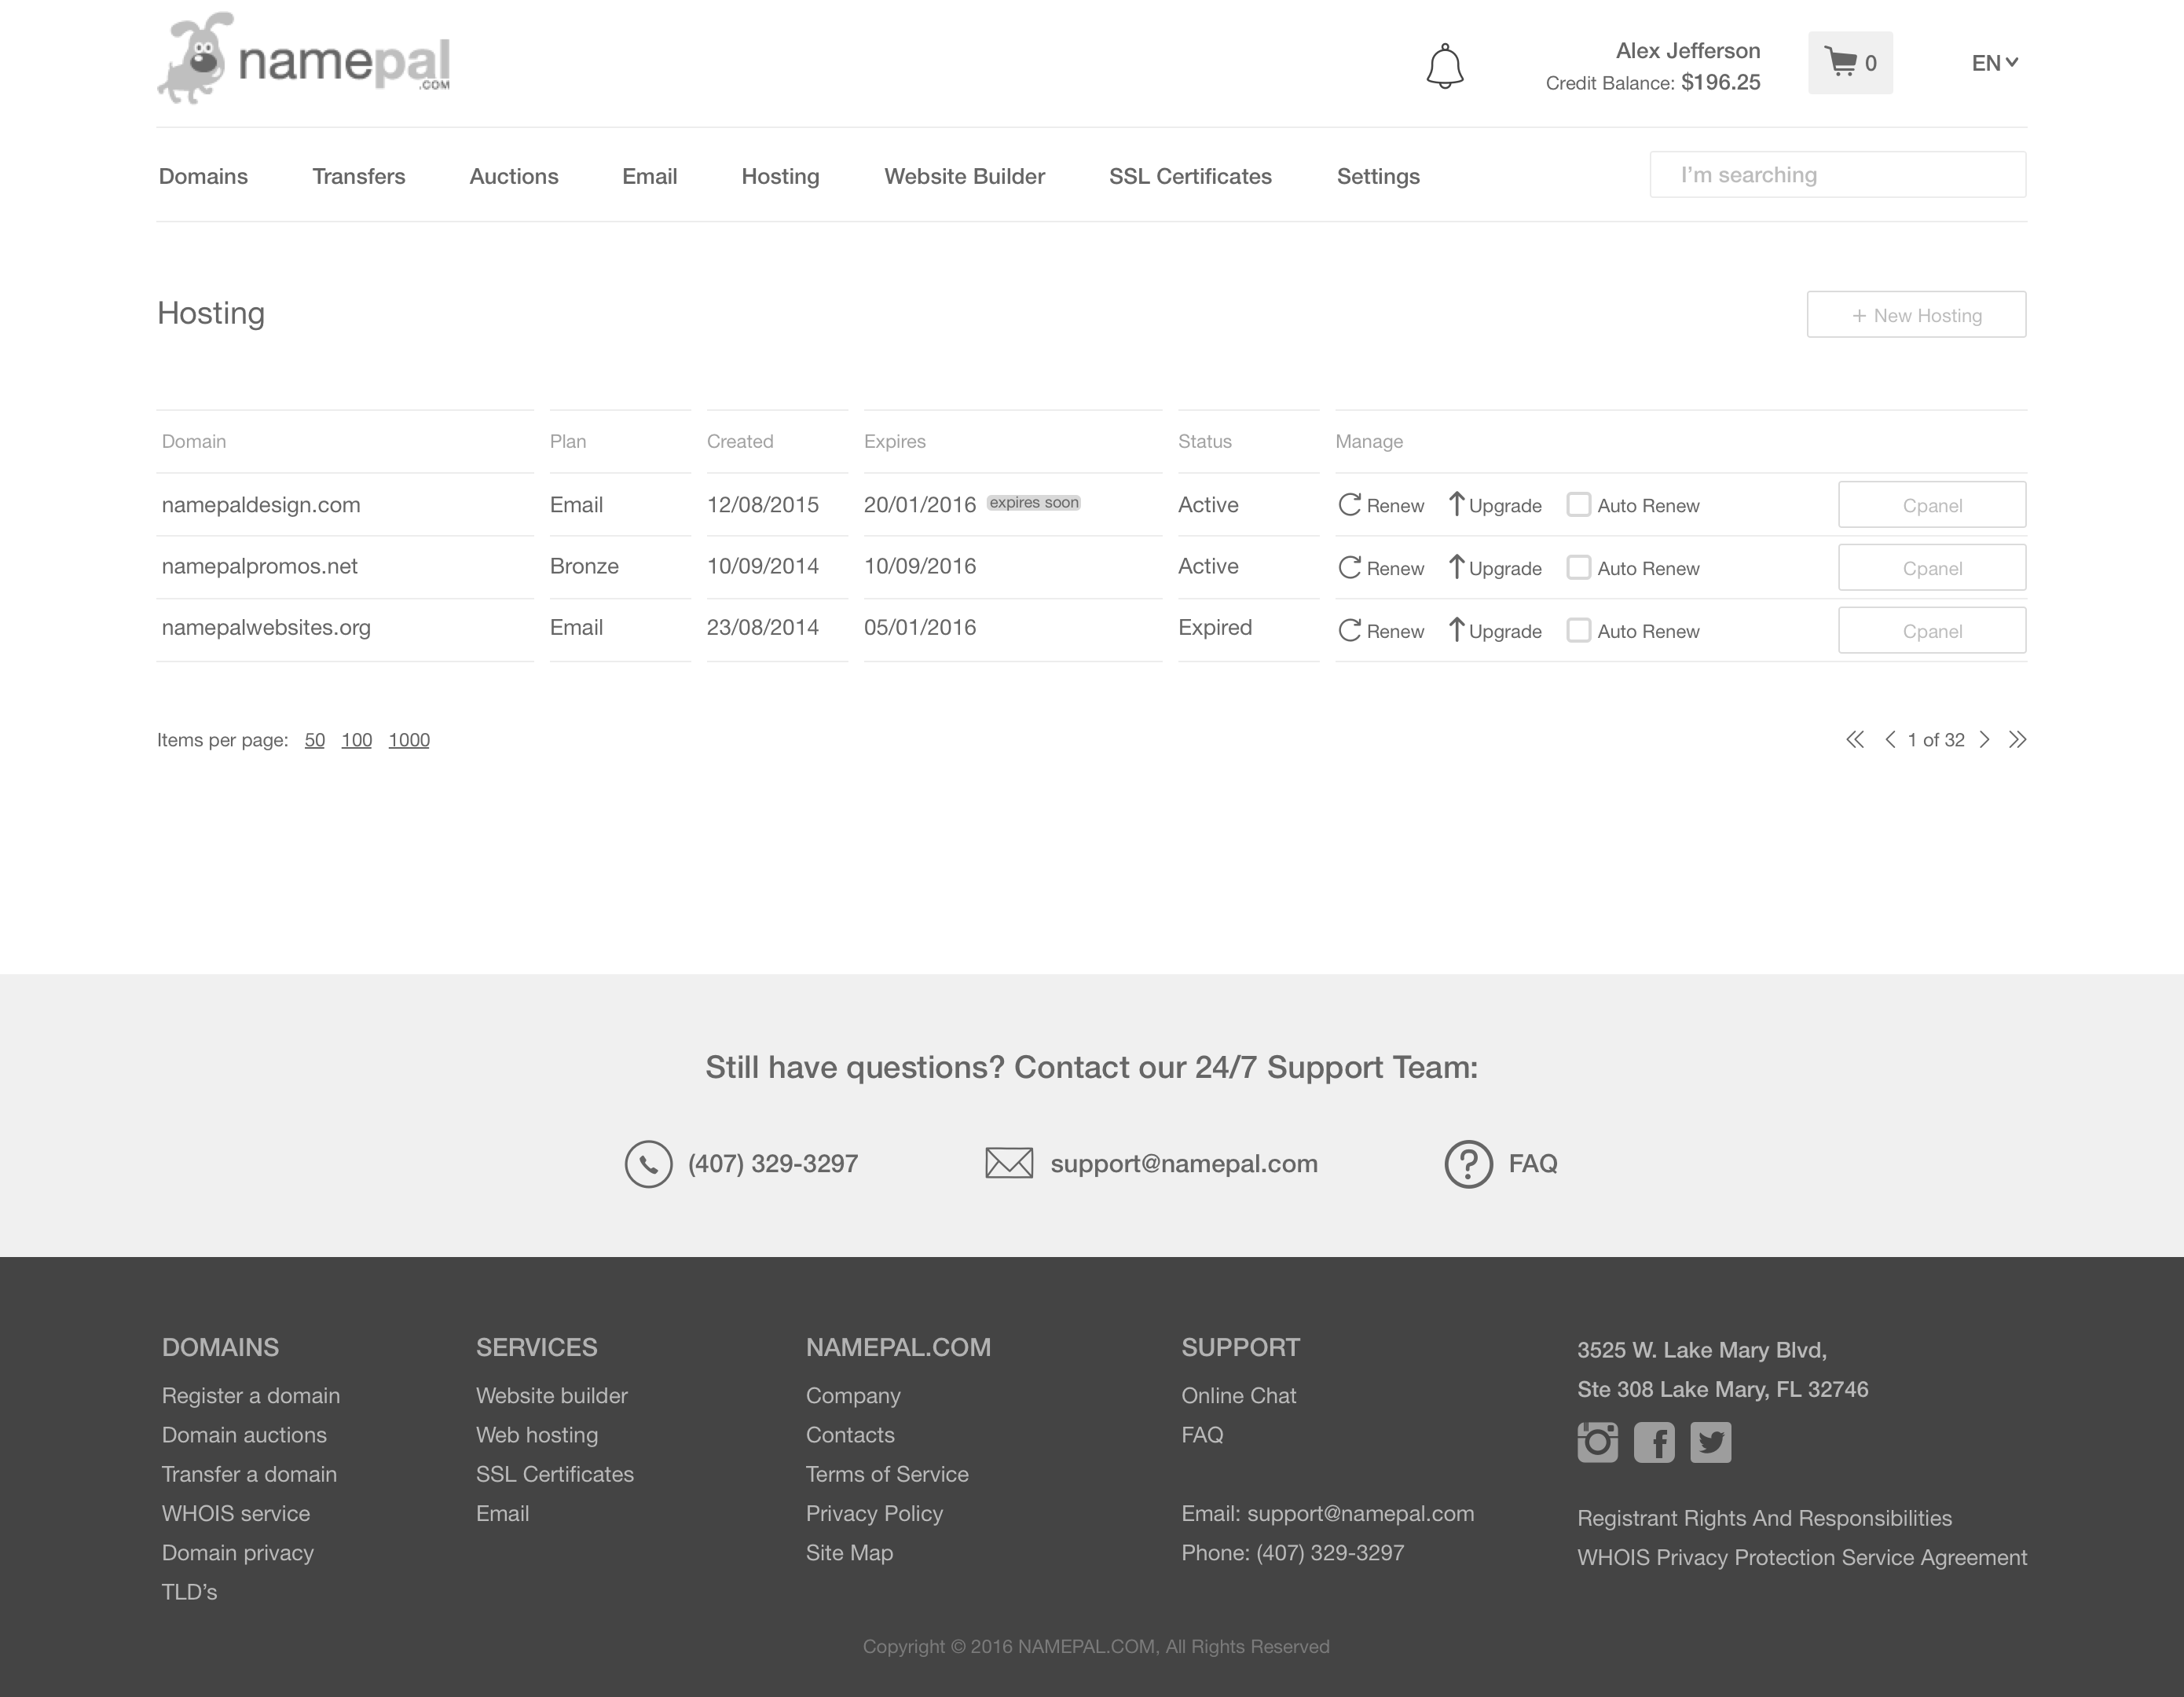 namepal
.COM
Alex Jefferson
Credit Balance: $196.25
0
EN
Domains Transfers Auctions Email Hosting Website Builder SSL Certificates Settings I’m searching
Hosting
+ New Hosting
Domain Plan Created Expires Status Manage
namepaldesign.com Email 12/08/2015 20/01/2016 expires soon Active Renew Upgrade Auto Renew Cpanel
namepalpromos.net Bronze 10/09/2014 10/09/2016 Active Renew Upgrade Auto Renew Cpanel
namepalwebsites.org Email 23/08/2014 05/01/2016 Expired Renew Upgrade Auto Renew Cpanel
Items per page: 50 100 1000
1 of 32
Still have questions? Contact our 24/7 Support Team:
(407) 329-3297 support@namepal.com FAQ
DOMAINS
Register a domain
Domain auctions
Transfer a domain
WHOIS service
Domain privacy
TLD’s
SERVICES
Website builder
Web hosting
SSL Certificates
Email
NAMEPAL.COM
Company
Contacts
Terms of Service
Privacy Policy
Site Map
SUPPORT
Online Chat
FAQ
Email: support@namepal.com
Phone: (407) 329-3297
3525 W. Lake Mary Blvd,
Ste 308 Lake Mary, FL 32746
Registrant Rights And Responsibilities
WHOIS Privacy Protection Service Agreement
Copyright © 2016 NAMEPAL.COM, All Rights Reserved